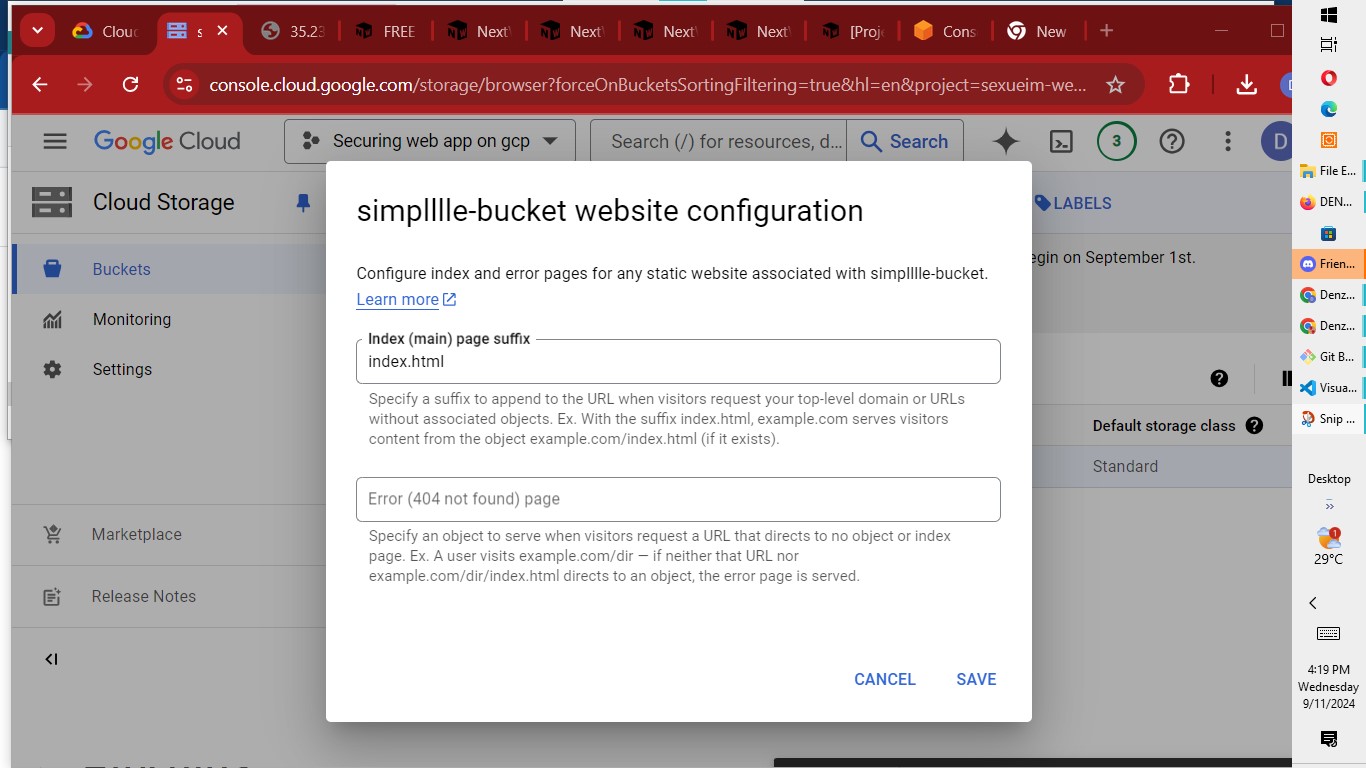 Clou
s
35.23
FREE
Next
Next
Next
Next
[Proj
Cons
New
console.cloud.google.com/storage/browser?forceOnBucketsSortingFiltering=true&hl=en&project=sexueim-we...
Google Cloud
Securing web app on gcp
Search (/) for resources, d...
Search
3
D
Cloud Storage
LABELS
Buckets
Monitoring
Settings
Marketplace
Release Notes
egin on September 1st.
Default storage class
Standard
simplllle-bucket website configuration
Configure index and error pages for any static website associated with simplllle-bucket.
Learn more
Index (main) page suffix
index.html
Specify a suffix to append to the URL when visitors request your top-level domain or URLs
without associated objects. Ex. With the suffix index.html, example.com serves visitors
content from the object example.com/index.html (if it exists).
Error (404 not found) page
Specify an object to serve when visitors request a URL that directs to no object or index
page. Ex. A user visits example.com/dir — if neither that URL nor
example.com/dir/index.html directs to an object, the error page is served.
CANCEL
SAVE
File E...
DEN...
Frien...
Denz...
Denz...
Git B...
Visua...
Snip ...
Desktop
1
29°C
4:19 PM
Wednesday
9/11/2024